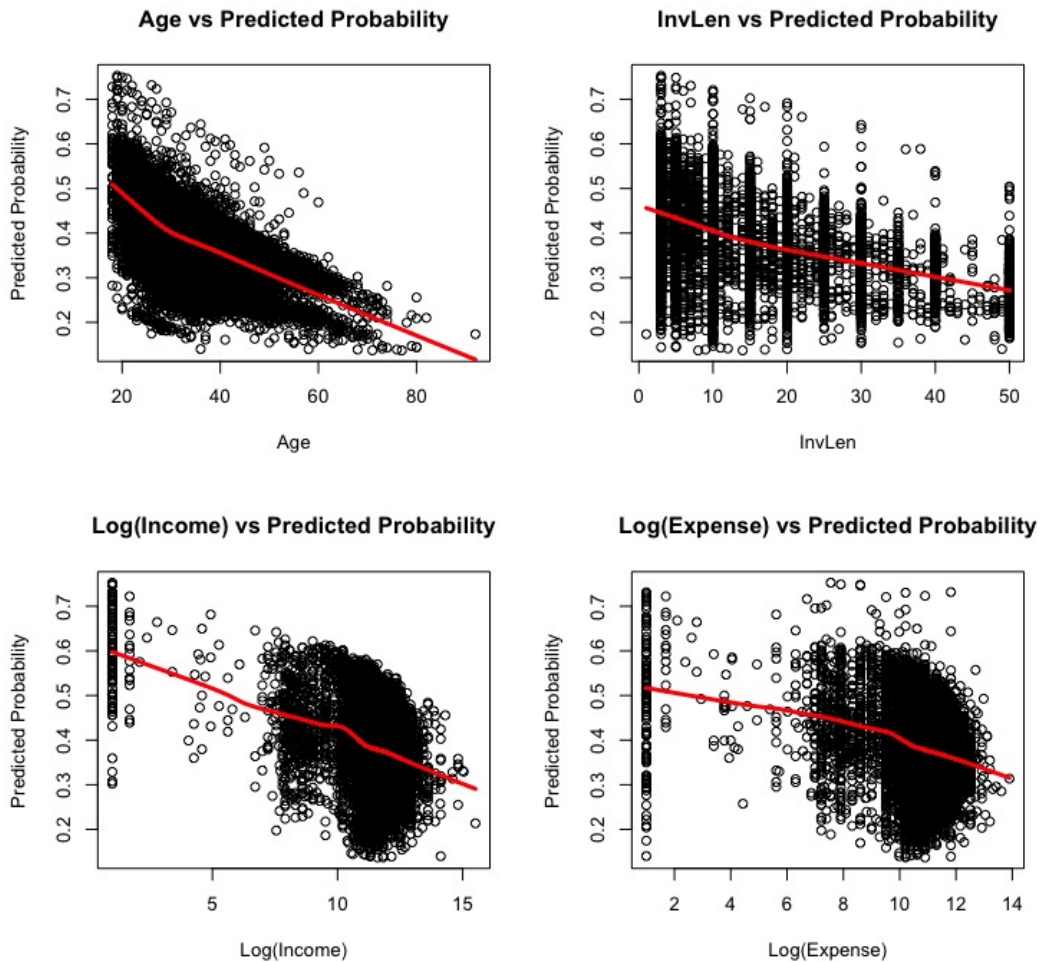 Age vs Predicted Probability
Predicted Probability
0.7
0.6
0.5
0.4
0.3
0.2
20 40 60 80
Age
InvLen vs Predicted Probability
Predicted Probability
0.7
0.6
0.5
0.4
0.3
0.2
0 10 20 30 40 50
InvLen
Log(Income) vs Predicted Probability
Predicted Probability
0.7
0.6
0.5
0.4
0.3
0.2
5 10 15
Log(Income)
Log(Expense) vs Predicted Probability
Predicted Probability
0.7
0.6
0.5
0.4
0.3
0.2
2 4 6 8 10 12 14
Log(Expense)